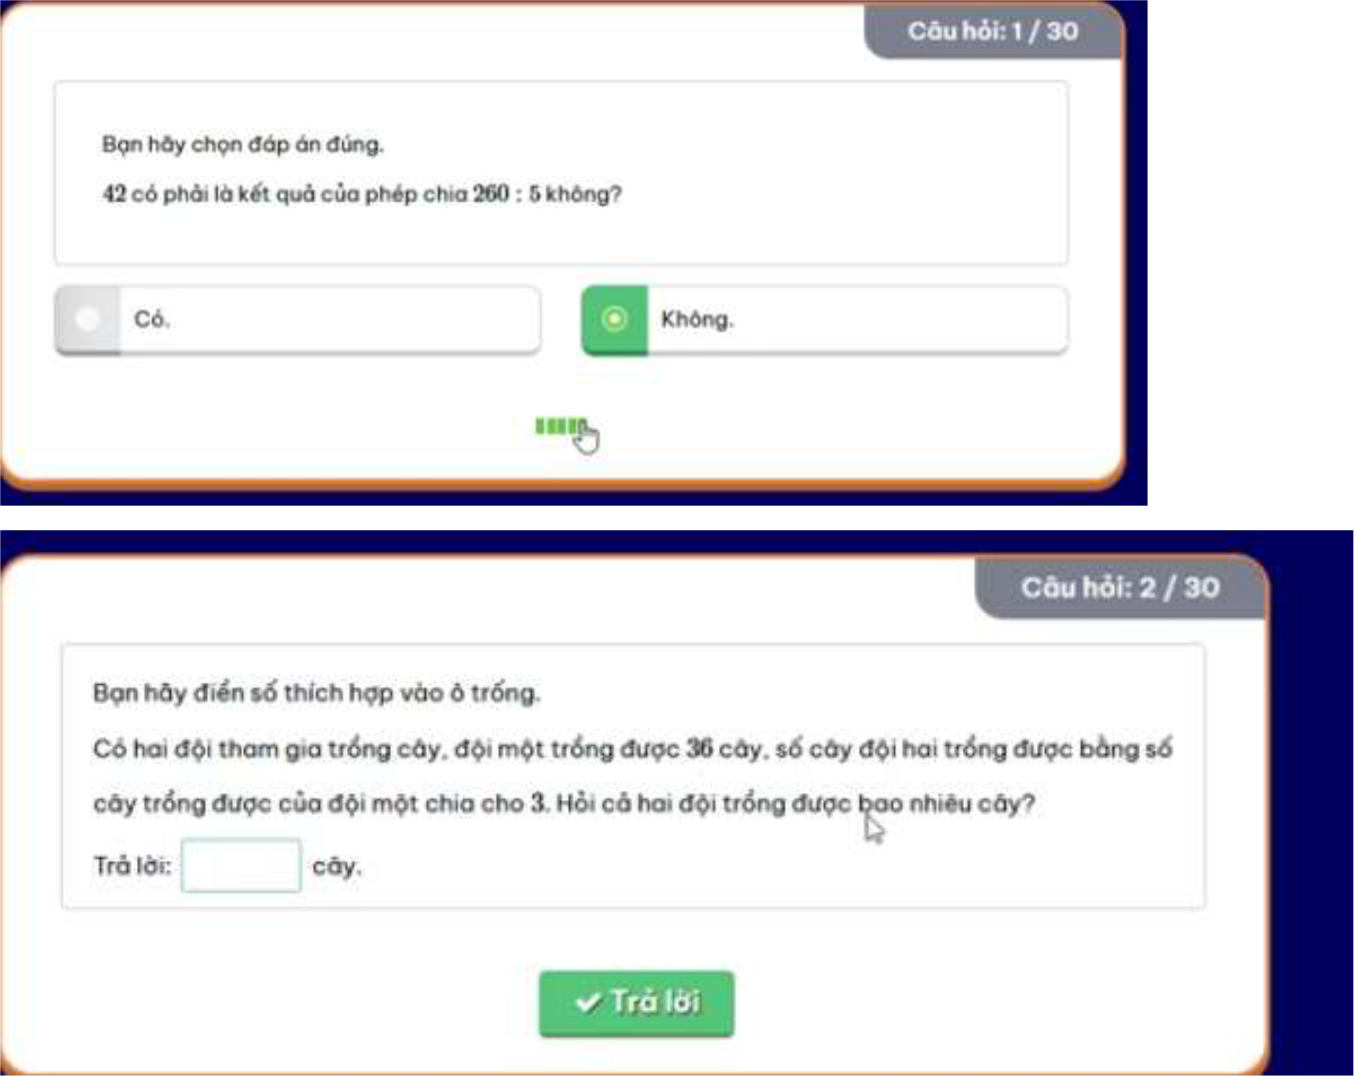 Câu hỏi: 1 / 30
Bạn hãy chọn đáp án đúng.
42 có phải là kết quả của phép chia 260 : 5 không?
Có.
Không.
Câu hỏi: 2 / 30
Bạn hãy điền số thích hợp vào ô trống.
Có hai đội tham gia trồng cây, đội một trồng được 36 cây, số cây đội hai trồng được bằng số
cây trồng được của đội một chia cho 3. Hỏi cả hai đội trồng được bao nhiêu cây?
Trả lời: cây.
Trả lời